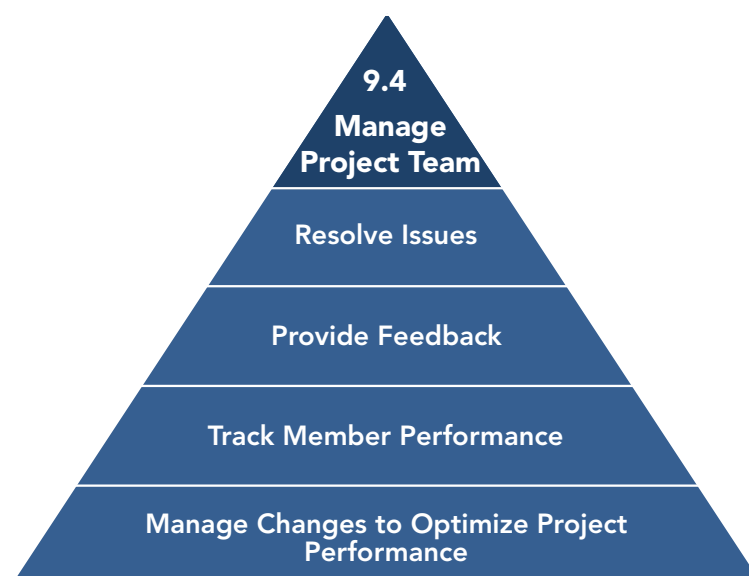 9.4
Manage
Project Team
Resolve Issues
Provide Feedback
Track Member Performance
Manage Changes to Optimize Project
Performance